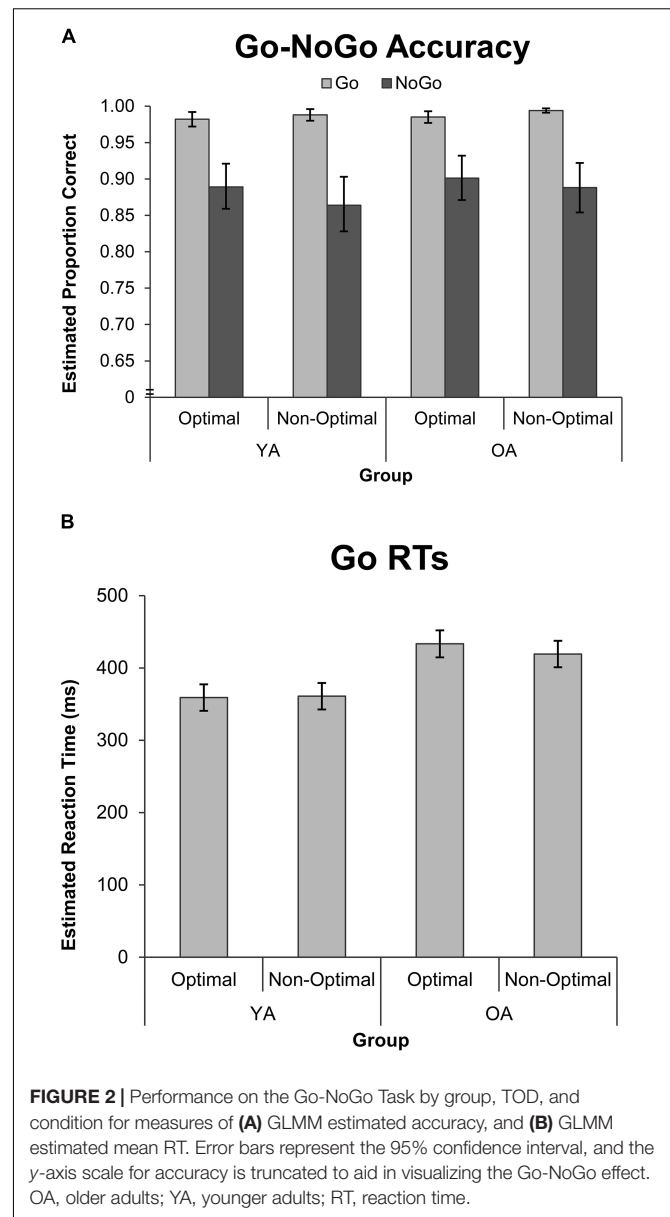 A
Go-NoGo Accuracy
Go NoGo
Estimated Proportion Correct
1.00
0.95
0.90
0.85
0.80
0.75
0.70
0.65
0
Optimal Non-Optimal Optimal Non-Optimal
YA OA
Group
B
Go RTs
Estimated Reaction Time (ms)
500
400
300
200
100
0
Optimal Non-Optimal Optimal Non-Optimal
YA OA
Group
FIGURE 2 | Performance on the Go-NoGo Task by group, TOD, and
condition for measures of (A) GLMM estimated accuracy, and (B) GLMM
estimated mean RT. Error bars represent the 95% confidence interval, and the
y-axis scale for accuracy is truncated to aid in visualizing the Go-NoGo effect.
OA, older adults; YA, younger adults; RT, reaction time.